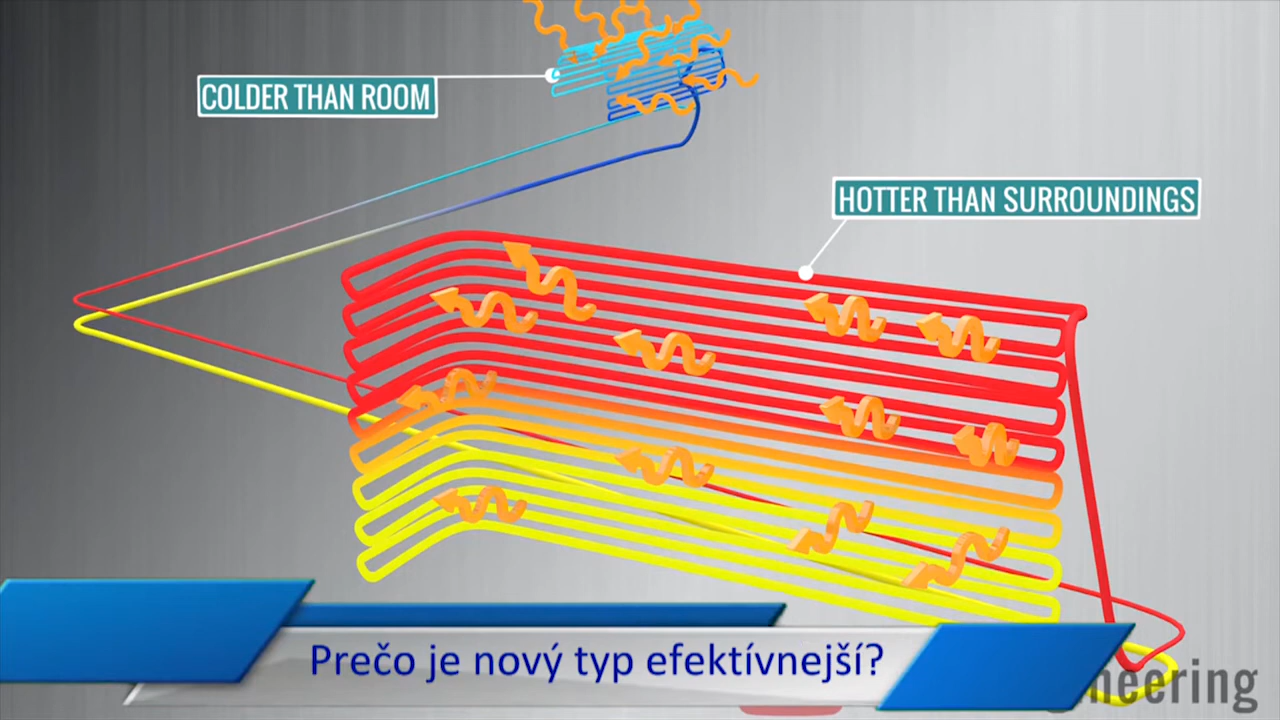 COLDER THAN ROOM
HOTTER THAN SURROUNDINGS
Prečo je nový typ efektívnejší?